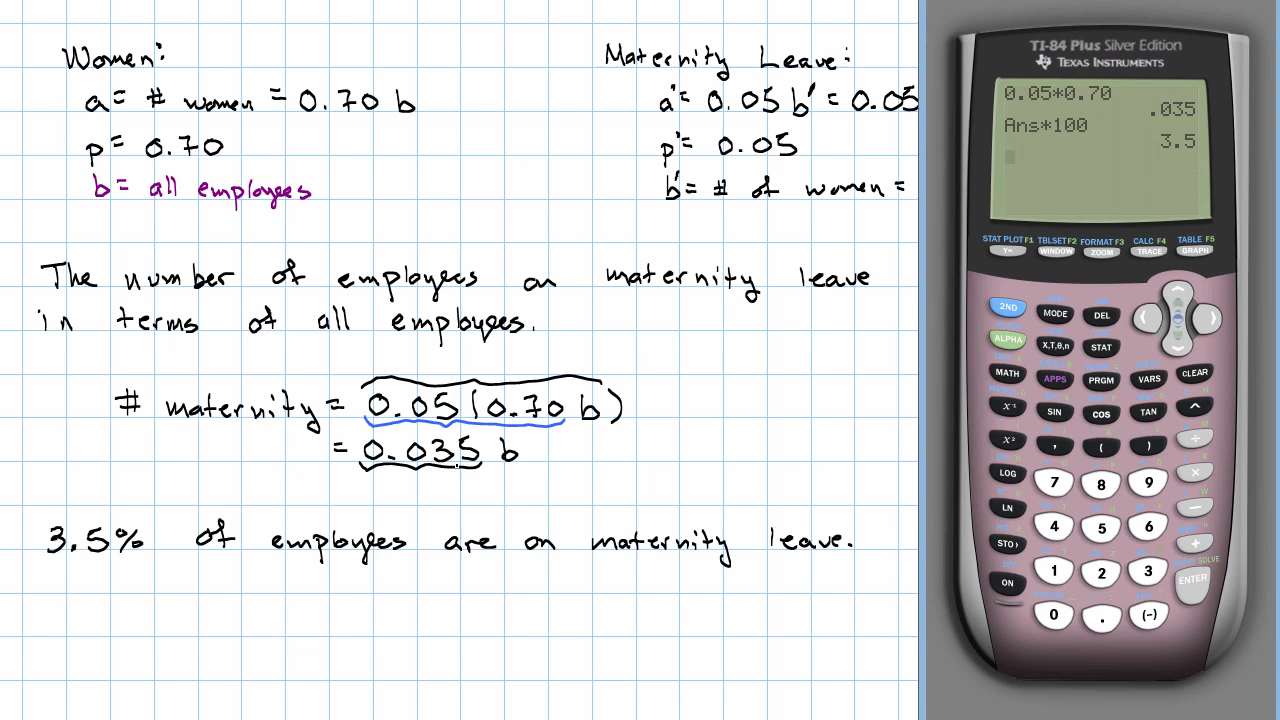 Women:
a = # women = 0.70 b
p = 0.70
b = all employees
Maternity Leave:
a' = 0.05 b' = 0.05
p' = 0.05
b' = # of women =
The number of employees on maternity leave
in terms of all employees.
# maternity = 0.05(0.70 b)
= 0.035 b
3.5% of employees are on maternity leave.
TI-84 Plus Silver Edition
TEXAS INSTRUMENTS
0.05*0.70
.035
Ans*100
3.5
STAT PLOT F1 TBLSET F2 FORMAT F3 CALC F4 TABLE F5
Y= WINDOW ZOOM TRACE GRAPH
2ND MODE DEL
ALPHA X,T,θ,n STAT
MATH APPS PRGM VARS CLEAR
x⁻¹ SIN COS TAN ^
x² , ( ) ÷
LOG 7 8 9 ×
LN 4 5 6 −
STO› 1 2 3 +
ON 0 . (−) ENTER